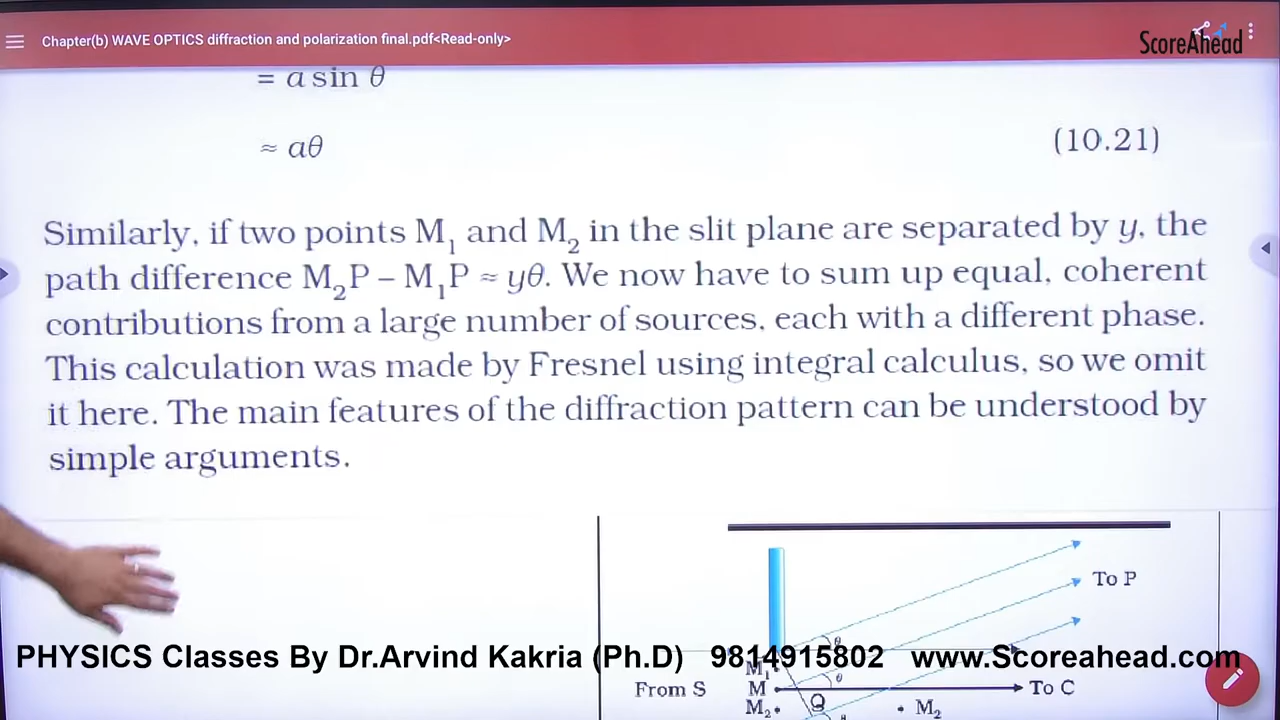 Chapter(b) WAVE OPTICS diffraction and polarization final.pdf<Read-only>
ScoreAhead
= a sin θ
≈ aθ (10.21)
Similarly, if two points M₁ and M₂ in the slit plane are separated by y, the
path difference M₂P – M₁P ≈ yθ. We now have to sum up equal, coherent
contributions from a large number of sources, each with a different phase.
This calculation was made by Fresnel using integral calculus, so we omit
it here. The main features of the diffraction pattern can be understood by
simple arguments.
To P
θ
PHYSICS Classes By Dr.Arvind Kakria (Ph.D) 9814915802 www.Scoreahead.com
M₁
θ
From S M To C
M₂ Q M₂